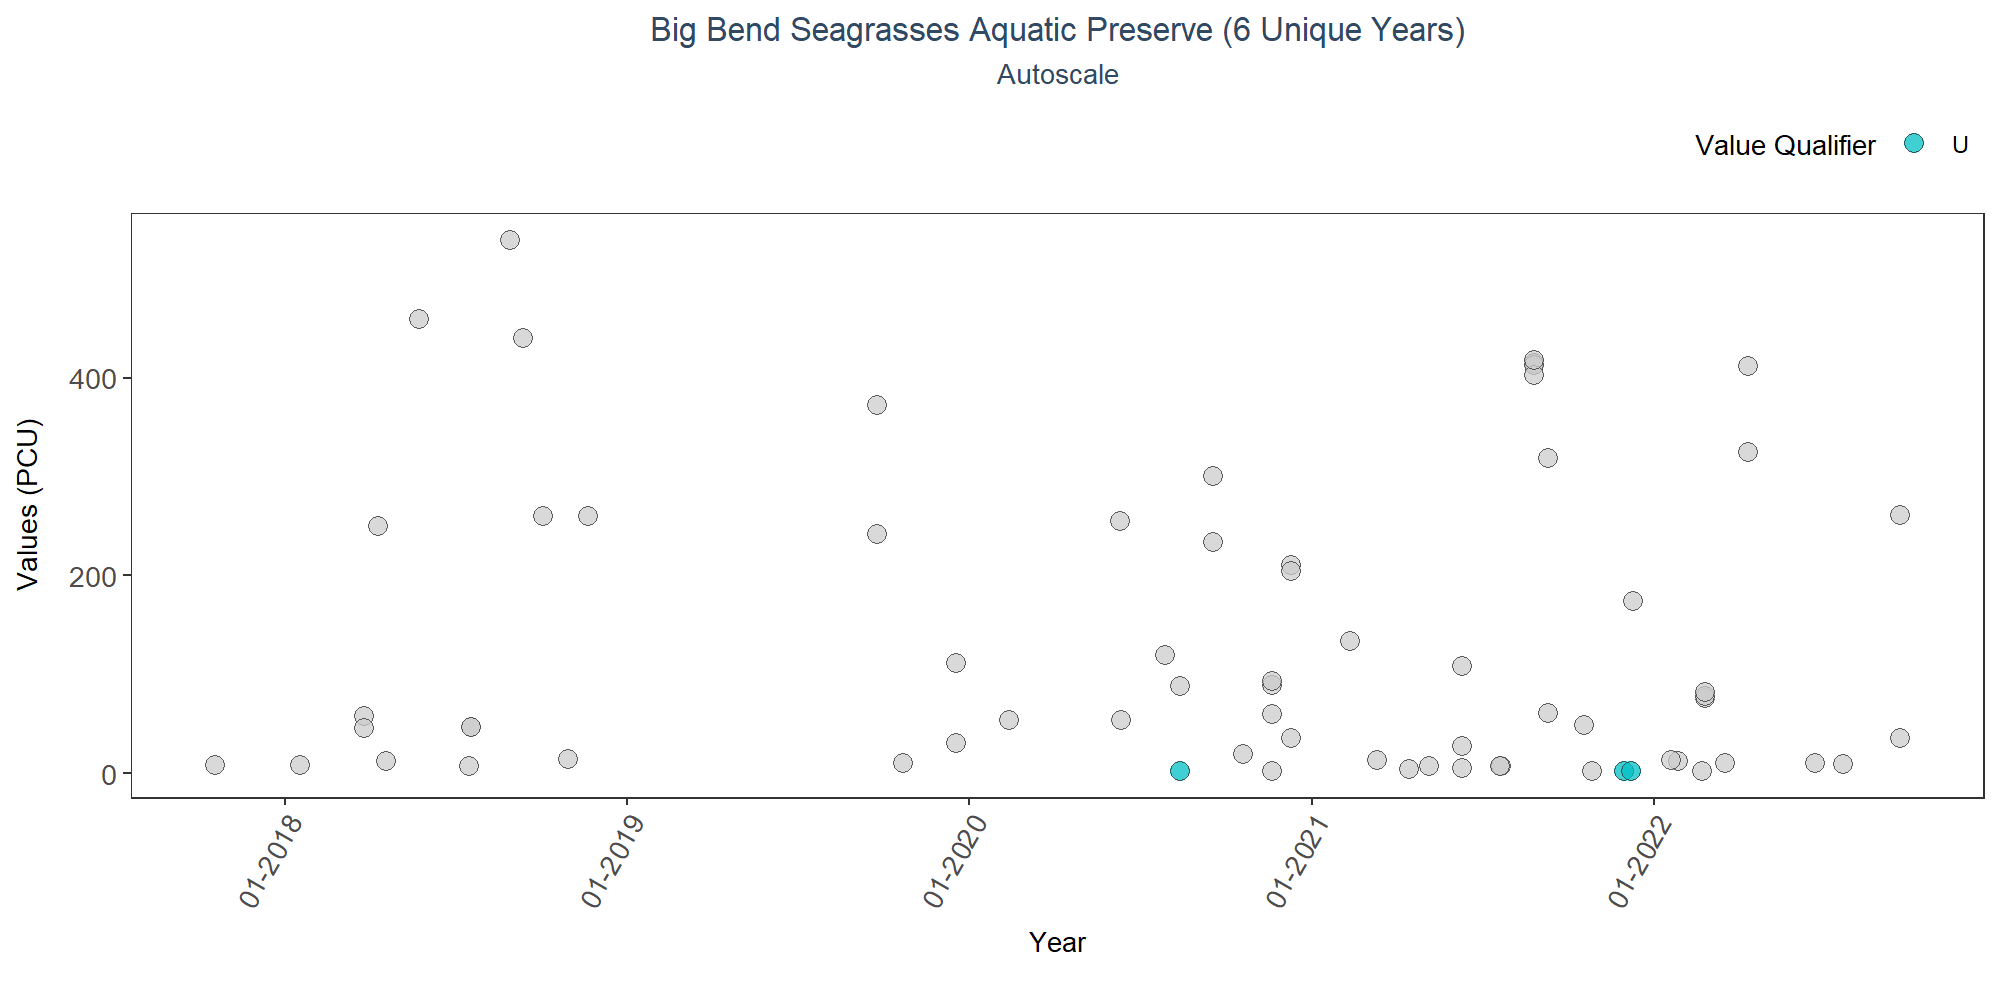 Big Bend Seagrasses Aquatic Preserve (6 Unique Years)
Autoscale
Value Qualifier U
Values (PCU)
400
200
0
01-2018
01-2019
01-2020
01-2021
01-2022
Year